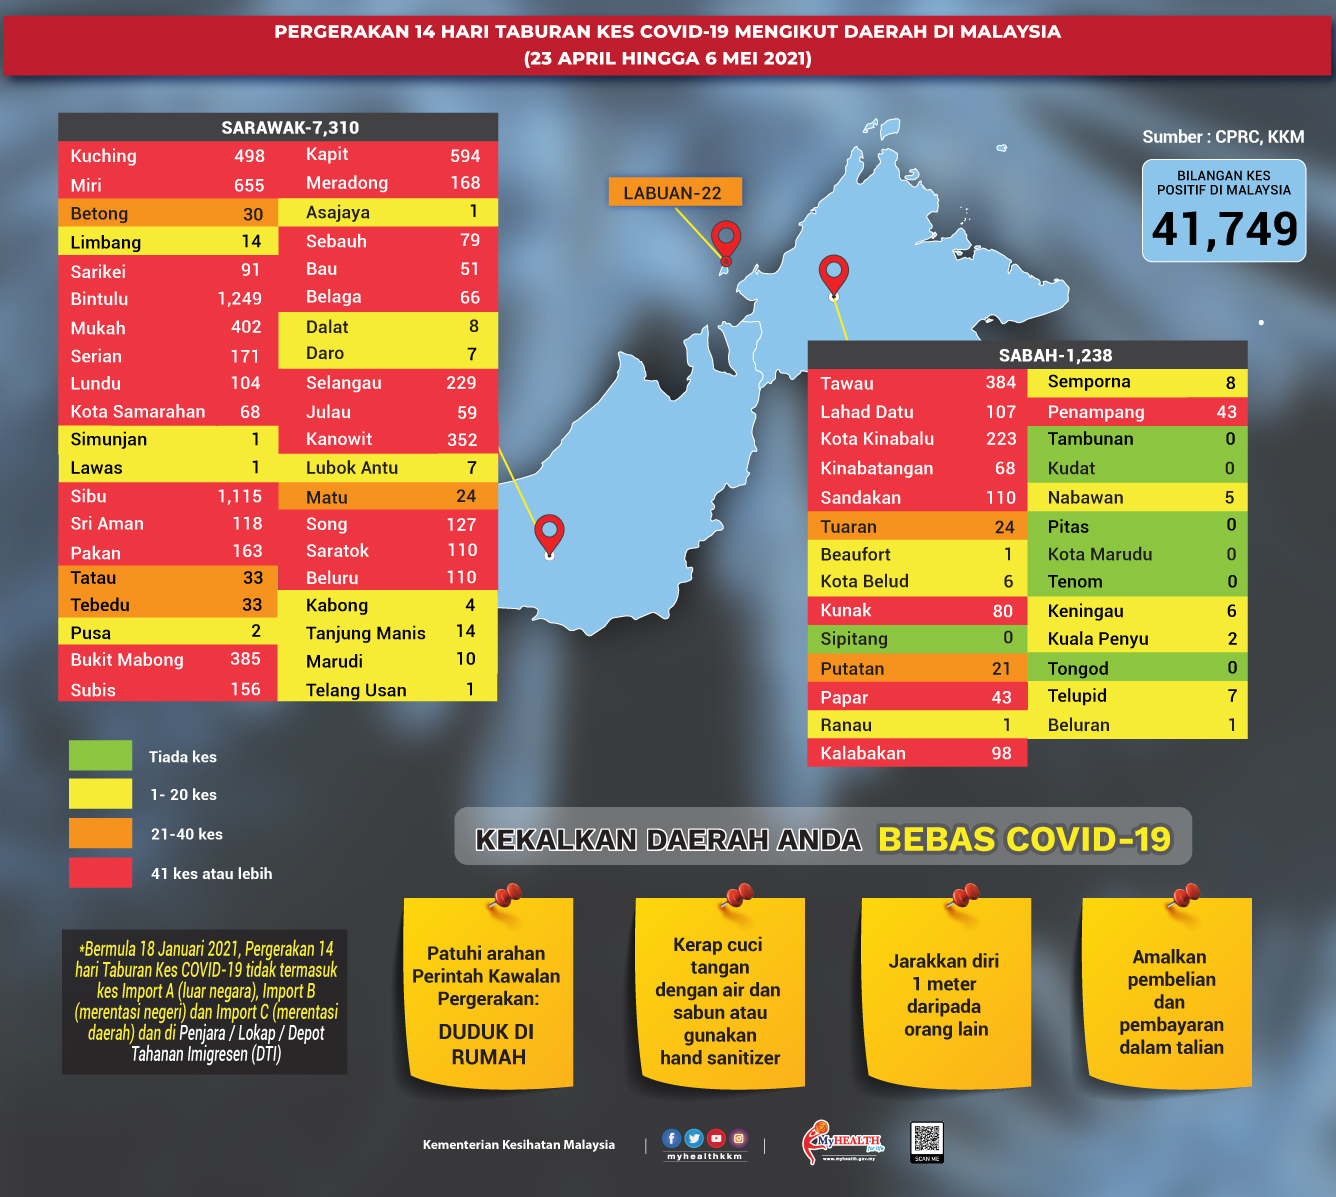 PERGERAKAN 14 HARI TABURAN KES COVID-19 MENGIKUT DAERAH DI MALAYSIA
(23 APRIL HINGGA 6 MEI 2021)
SARAWAK-7,310
Kuching 498
Miri 655
Betong 30
Limbang 14
Sarikei 91
Bintulu 1,249
Mukah 402
Serian 171
Lundu 104
Kota Samarahan 68
Simunjan 1
Lawas 1
Sibu 1,115
Sri Aman 118
Pakan 163
Tatau 33
Tebedu 33
Pusa 2
Bukit Mabong 385
Subis 156
Kapit 594
Meradong 168
Asajaya 1
Sebauh 79
Bau 51
Belaga 66
Dalat 8
Daro 7
Selangau 229
Julau 59
Kanowit 352
Lubok Antu 7
Matu 24
Song 127
Saratok 110
Beluru 110
Kabong 4
Tanjung Manis 14
Marudi 10
Telang Usan 1
LABUAN-22
Sumber : CPRC, KKM
BILANGAN KES
POSITIF DI MALAYSIA
41,749
SABAH-1,238
Tawau 384
Lahad Datu 107
Kota Kinabalu 223
Kinabatangan 68
Sandakan 110
Tuaran 24
Beaufort 1
Kota Belud 6
Kunak 80
Sipitang 0
Putatan 21
Papar 43
Ranau 1
Kalabakan 98
Semporna 8
Penampang 43
Tambunan 0
Kudat 0
Nabawan 5
Pitas 0
Kota Marudu 0
Tenom 0
Keningau 6
Kuala Penyu 2
Tongod 0
Telupid 7
Beluran 1
Tiada kes
1- 20 kes
21-40 kes
41 kes atau lebih
*Bermula 18 Januari 2021, Pergerakan 14
hari Taburan Kes COVID-19 tidak termasuk
kes Import A (luar negara), Import B
(merentasi negeri) dan Import C (merentasi
daerah) dan di Penjara / Lokap / Depot
Tahanan Imigresen (DTI)
KEKALKAN DAERAH ANDA BEBAS COVID-19
Patuhi arahan
Perintah Kawalan
Pergerakan:
DUDUK DI
RUMAH
Kerap cuci
tangan
dengan air dan
sabun atau
gunakan
hand sanitizer
Jarakkan diri
1 meter
daripada
orang lain
Amalkan
pembelian
dan
pembayaran
dalam talian
Kementerian Kesihatan Malaysia
myhealthkkm
MyHEALTH
for life
www.myhealth.gov.my
SCAN ME